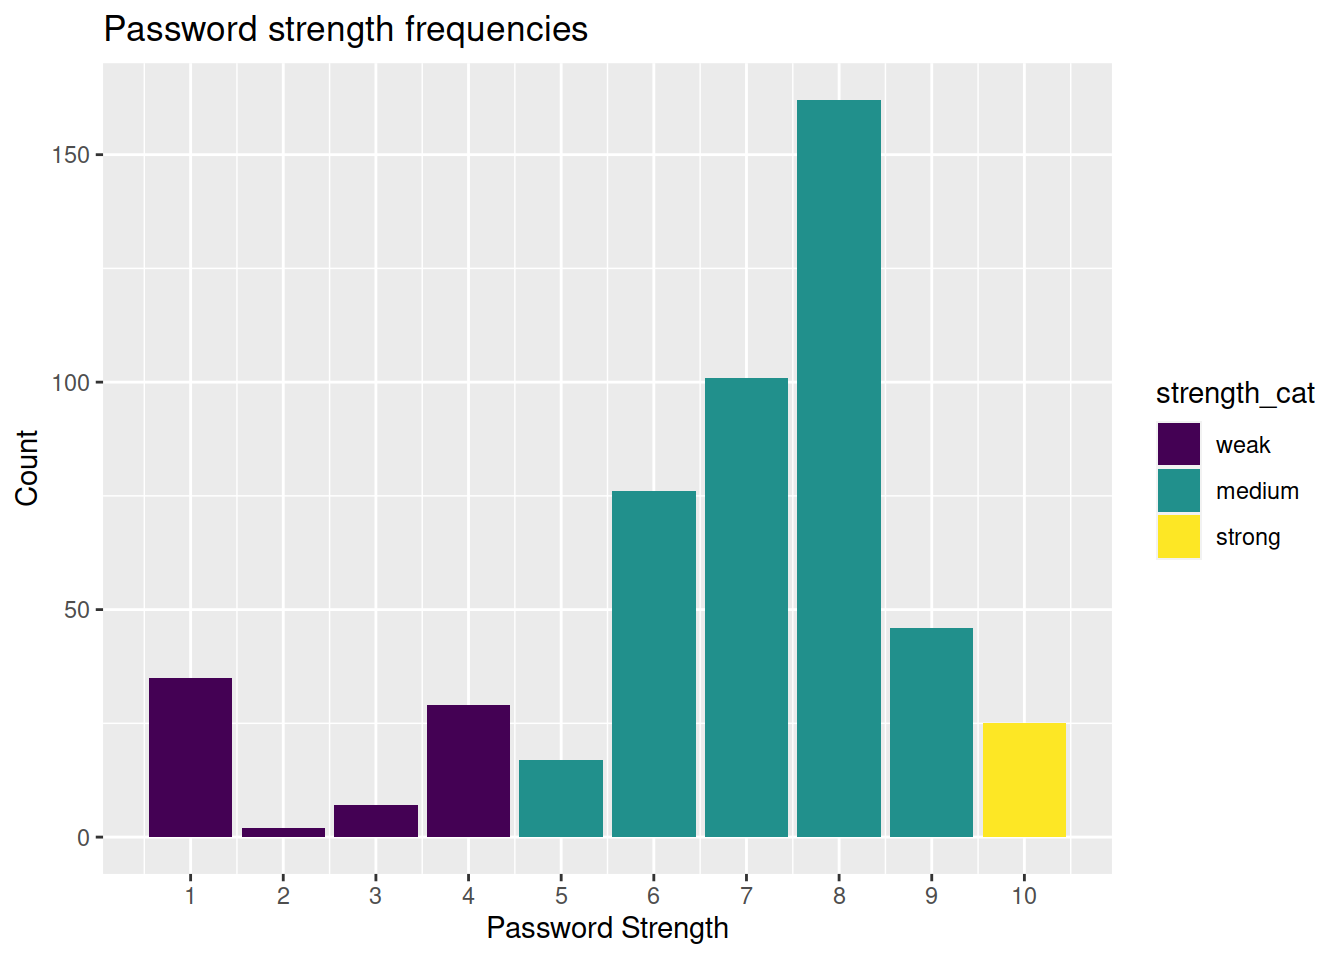 Password strength frequencies
150
100
50
0
Count
1 2 3 4 5 6 7 8 9 10
Password Strength
strength_cat
weak
medium
strong